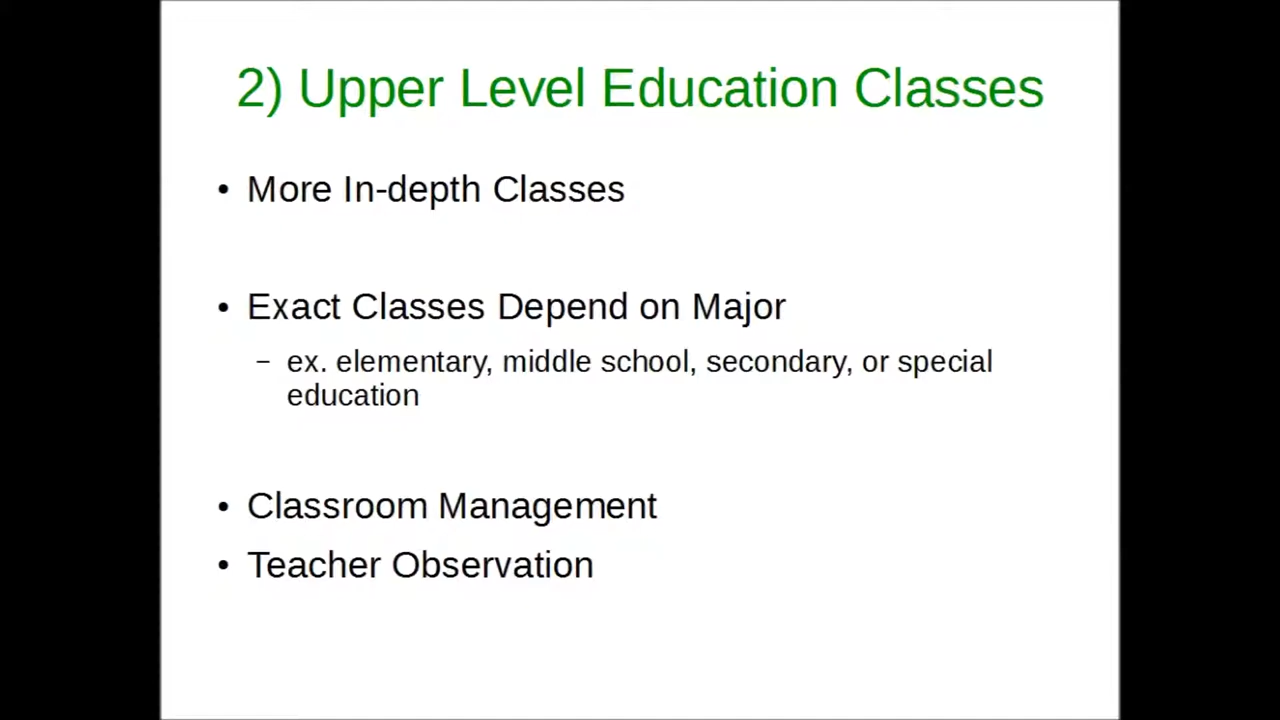 2) Upper Level Education Classes
• More In-depth Classes
• Exact Classes Depend on Major
– ex. elementary, middle school, secondary, or special
education
• Classroom Management
• Teacher Observation